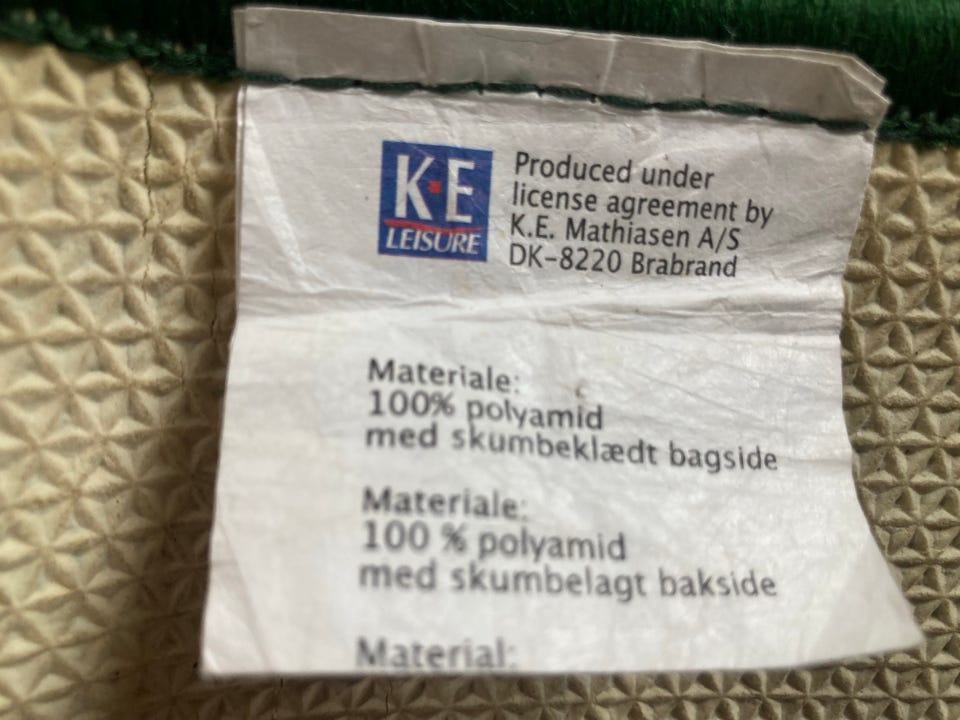 K·E
LEISURE
Produced under
license agreement by
K.E. Mathiasen A/S
DK-8220 Brabrand
Materiale:
100% polyamid
med skumbeklædt bagside
Materiale:
100 % polyamid
med skumbelagt bakside
Material: